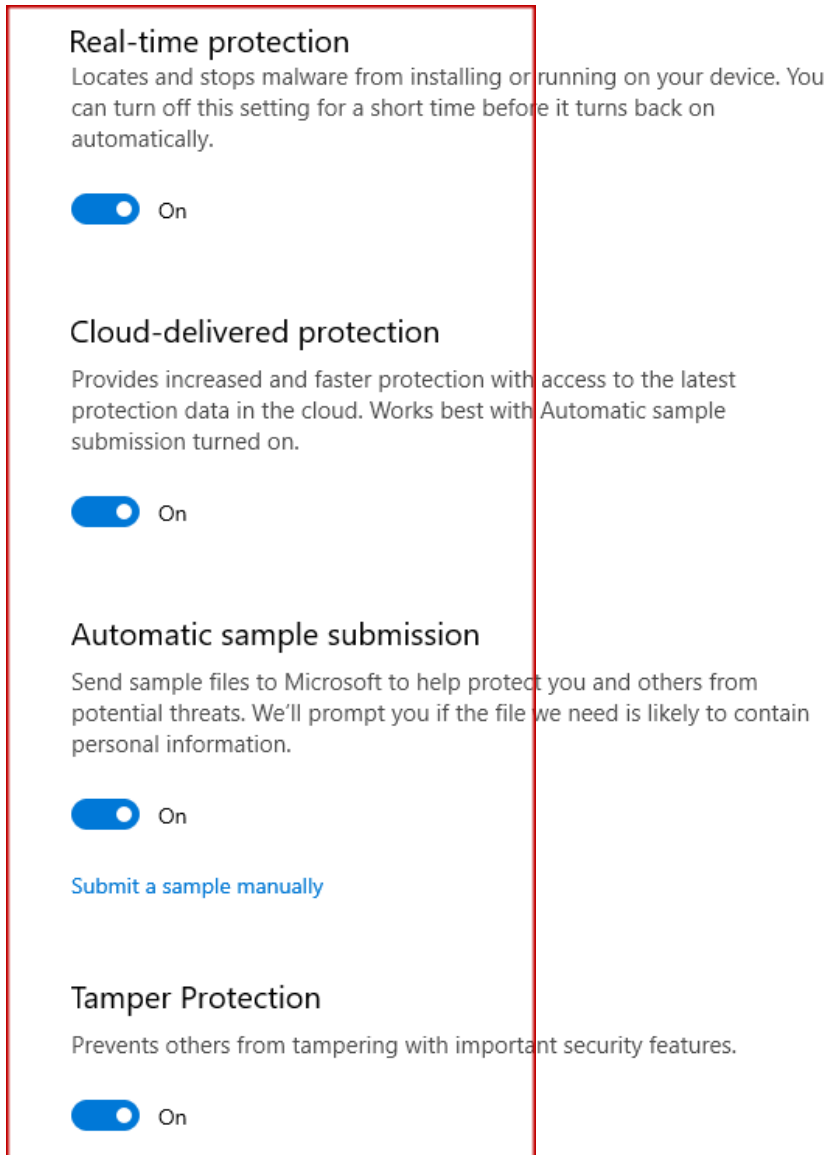 Real-time protection
Locates and stops malware from installing or running on your device. You
can turn off this setting for a short time before it turns back on
automatically.
On
Cloud-delivered protection
Provides increased and faster protection with access to the latest
protection data in the cloud. Works best with Automatic sample
submission turned on.
On
Automatic sample submission
Send sample files to Microsoft to help protect you and others from
potential threats. We’ll prompt you if the file we need is likely to contain
personal information.
On
Submit a sample manually
Tamper Protection
Prevents others from tampering with important security features.
On